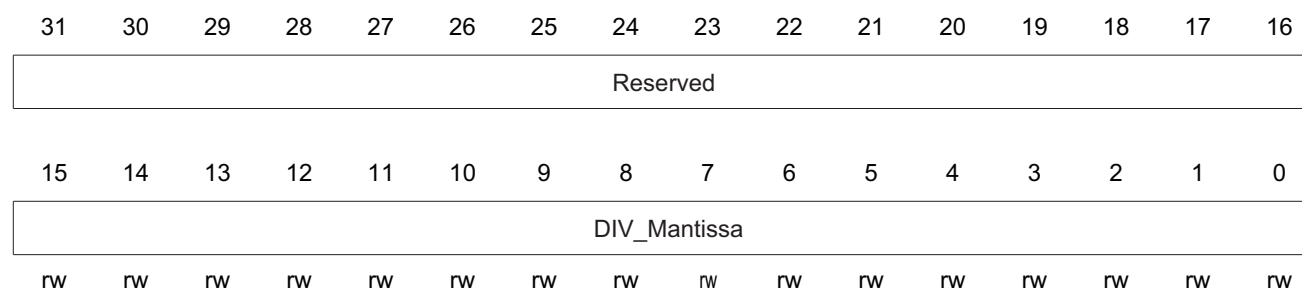 31 30 29 28 27 26 25 24 23 22 21 20 19 18 17 16
Reserved
15 14 13 12 11 10 9 8 7 6 5 4 3 2 1 0
DIV_Mantissa
rw rw rw rw rw rw rw rw rw rw rw rw rw rw rw rw